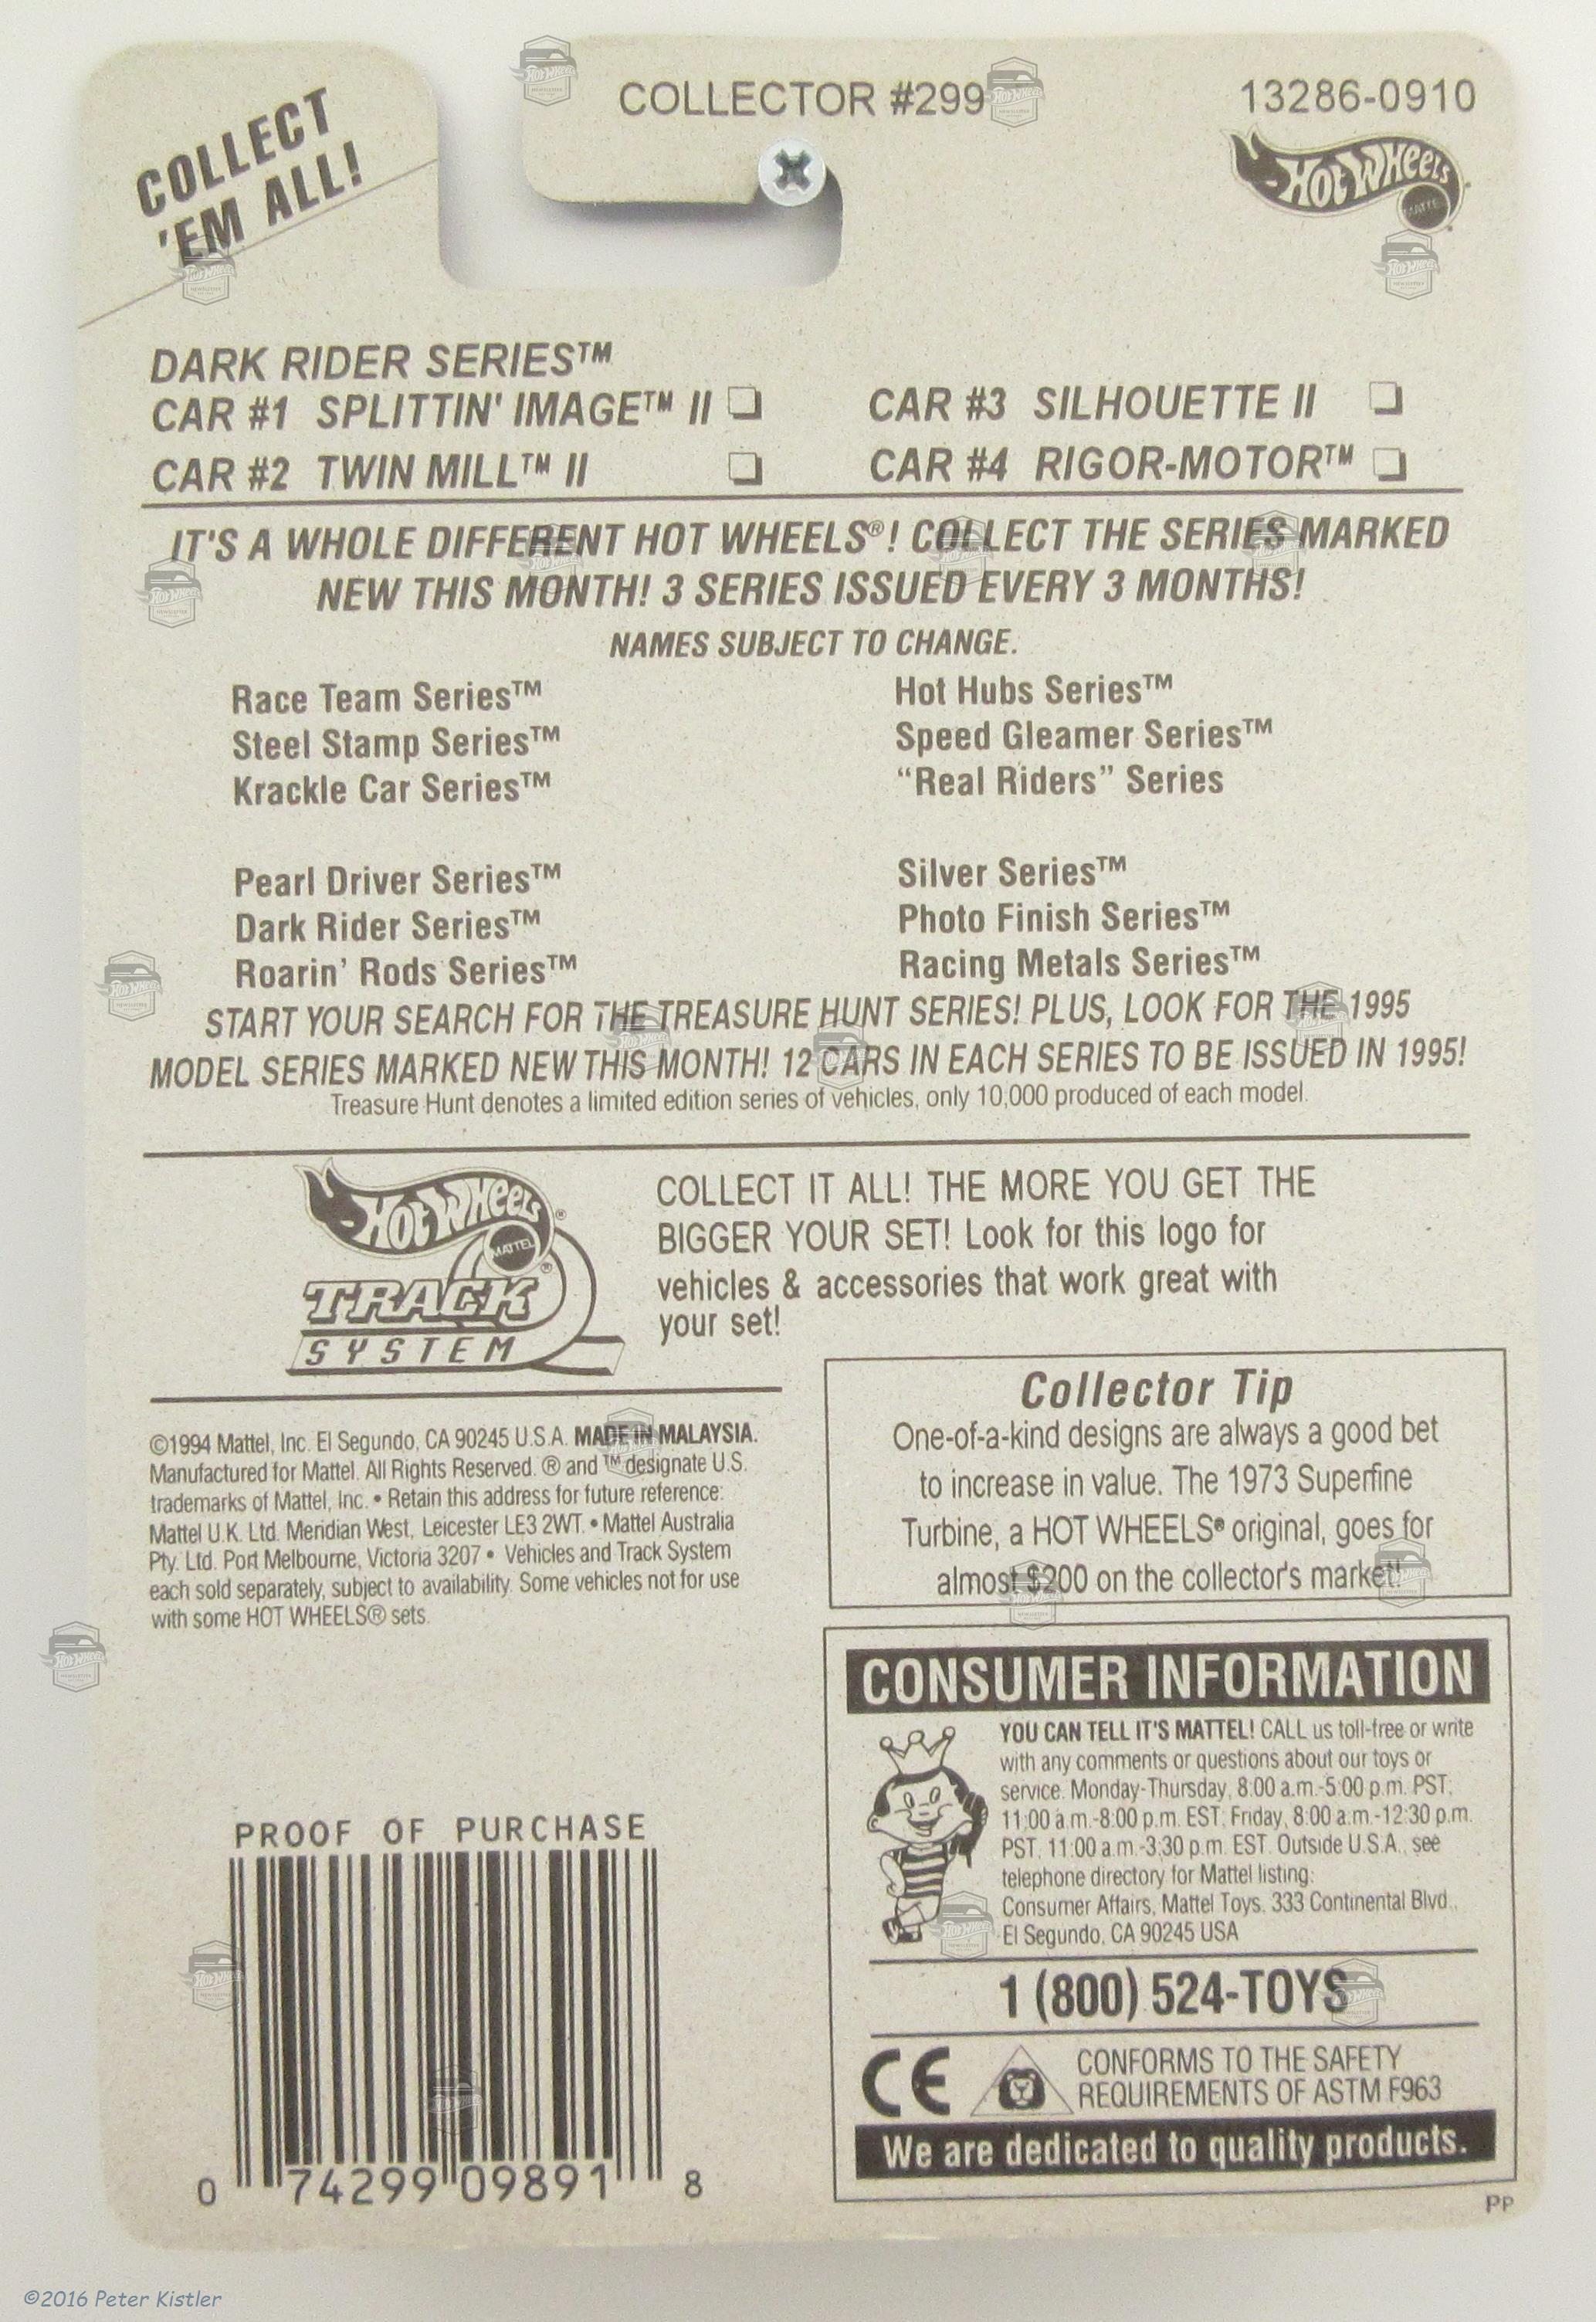 COLLECT
'EM ALL!
COLLECTOR #299
13286-0910
HOT WHEELS
MATTEL
DARK RIDER SERIES™
CAR #1 SPLITTIN' IMAGE™ II
CAR #2 TWIN MILL™ II
CAR #3 SILHOUETTE II
CAR #4 RIGOR-MOTOR™
IT'S A WHOLE DIFFERENT HOT WHEELS®! COLLECT THE SERIES MARKED
NEW THIS MONTH! 3 SERIES ISSUED EVERY 3 MONTHS!
NAMES SUBJECT TO CHANGE.
Race Team Series™
Steel Stamp Series™
Krackle Car Series™
Hot Hubs Series™
Speed Gleamer Series™
“Real Riders” Series
Pearl Driver Series™
Dark Rider Series™
Roarin’ Rods Series™
Silver Series™
Photo Finish Series™
Racing Metals Series™
START YOUR SEARCH FOR THE TREASURE HUNT SERIES! PLUS, LOOK FOR THE 1995
MODEL SERIES MARKED NEW THIS MONTH! 12 CARS IN EACH SERIES TO BE ISSUED IN 1995!
Treasure Hunt denotes a limited edition series of vehicles, only 10,000 produced of each model.
HOT WHEELS®
MATTEL®
TRACK
SYSTEM
COLLECT IT ALL! THE MORE YOU GET THE
BIGGER YOUR SET! Look for this logo for
vehicles & accessories that work great with
your set!
©1994 Mattel, Inc. El Segundo, CA 90245 U.S.A. MADE IN MALAYSIA.
Manufactured for Mattel. All Rights Reserved. ® and ™ designate U.S.
trademarks of Mattel, Inc. • Retain this address for future reference:
Mattel U.K. Ltd. Meridian West, Leicester LE3 2WT. • Mattel Australia
Pty. Ltd. Port Melbourne, Victoria 3207 • Vehicles and Track System
each sold separately, subject to availability. Some vehicles not for use
with some HOT WHEELS® sets.
Collector Tip
One-of-a-kind designs are always a good bet
to increase in value. The 1973 Superfine
Turbine, a HOT WHEELS® original, goes for
almost $200 on the collector's market!
CONSUMER INFORMATION
YOU CAN TELL IT'S MATTEL! CALL us toll-free or write
with any comments or questions about our toys or
service. Monday-Thursday, 8:00 a.m.-5:00 p.m. PST;
11:00 a.m.-8:00 p.m. EST; Friday, 8:00 a.m.-12:30 p.m.
PST, 11:00 a.m.-3:30 p.m. EST. Outside U.S.A., see
telephone directory for Mattel listing:
Consumer Affairs, Mattel Toys, 333 Continental Blvd.,
El Segundo, CA 90245 USA
1 (800) 524-TOYS
CE
CONFORMS TO THE SAFETY
REQUIREMENTS OF ASTM F963
We are dedicated to quality products.
PP
PROOF OF PURCHASE
0 74299 09891 8
©2016 Peter Kistler